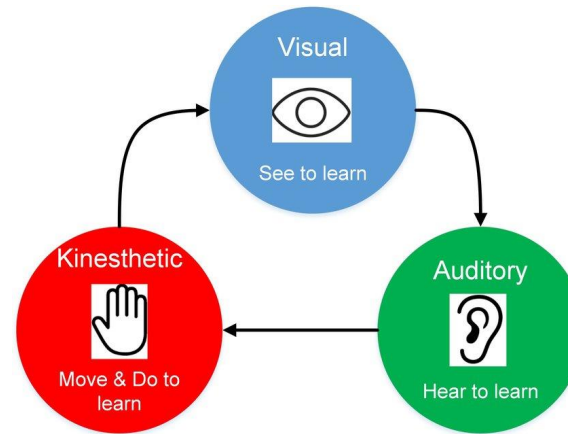 Visual
See to learn
Kinesthetic
Move & Do to
learn
Auditory
Hear to learn